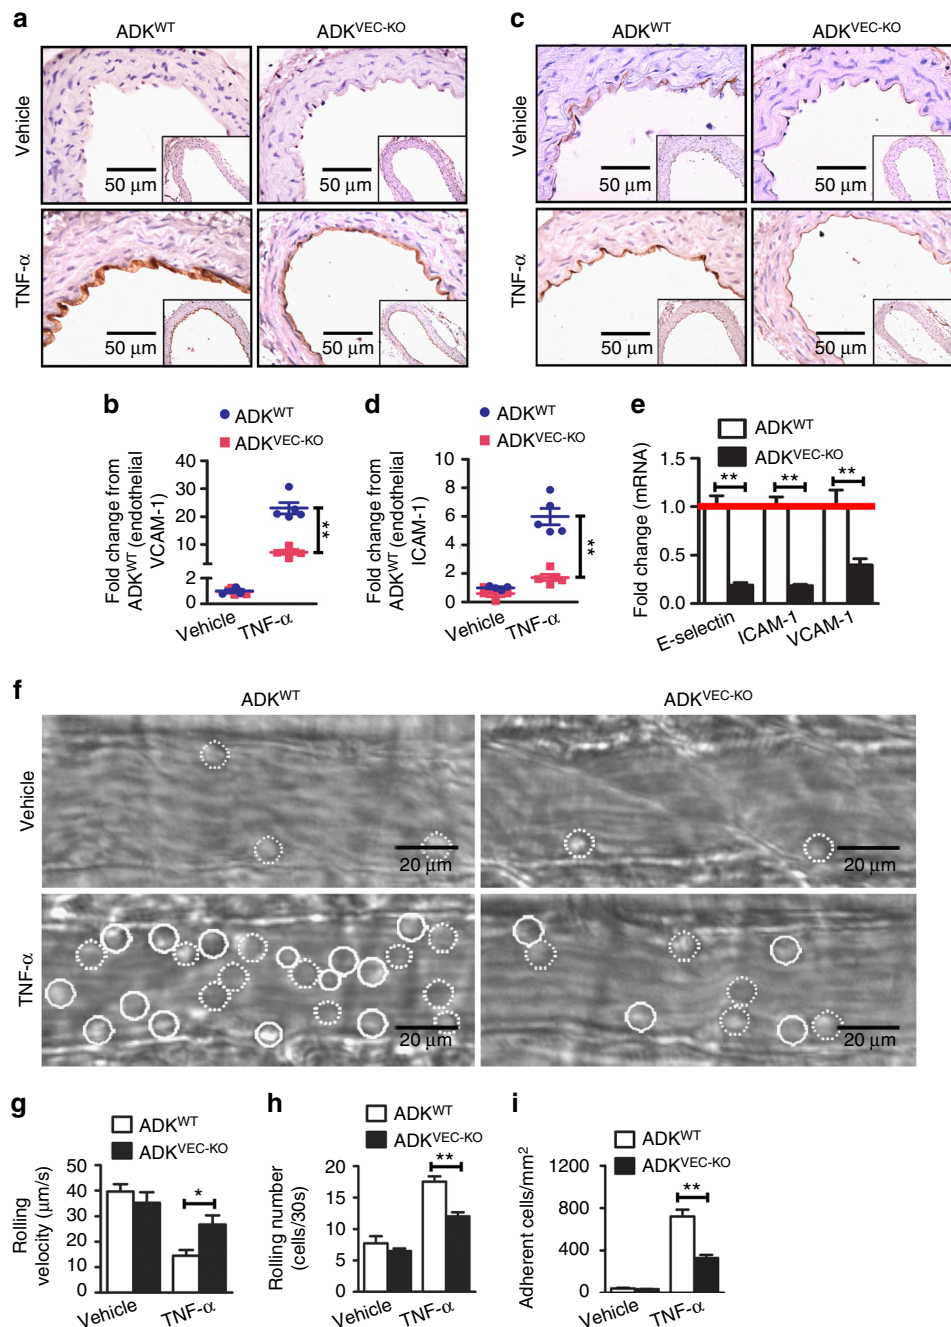 a
ADKWT
ADKVEC-KO
Vehicle
50 µm
50 µm
TNF-α
50 µm
50 µm
c
ADKWT
ADKVEC-KO
Vehicle
50 µm
50 µm
TNF-α
50 µm
50 µm
b
ADKWT
ADKVEC-KO
Fold change from
ADKWT (endothelial
VCAM-1)
40
30
20
10
2
0
**
Vehicle
TNF-α
d
ADKWT
ADKVEC-KO
Fold change from
ADKWT (endothelial
ICAM-1)
10
8
6
4
2
0
**
Vehicle
TNF-α
e
ADKWT
ADKVEC-KO
Fold change (mRNA)
1.5
1.0
0.5
0.0
**
**
**
E-selectin
ICAM-1
VCAM-1
f
ADKWT
ADKVEC-KO
Vehicle
20 µm
20 µm
TNF-α
20 µm
20 µm
g
ADKWT
ADKVEC-KO
Rolling
velocity (µm/s)
50
40
30
20
10
0
*
Vehicle
TNF-α
h
ADKWT
ADKVEC-KO
Rolling number
(cells/30s)
20
15
10
5
0
**
Vehicle
TNF-α
i
ADKWT
ADKVEC-KO
Adherent cells/mm2
1200
800
400
0
**
Vehicle
TNF-α